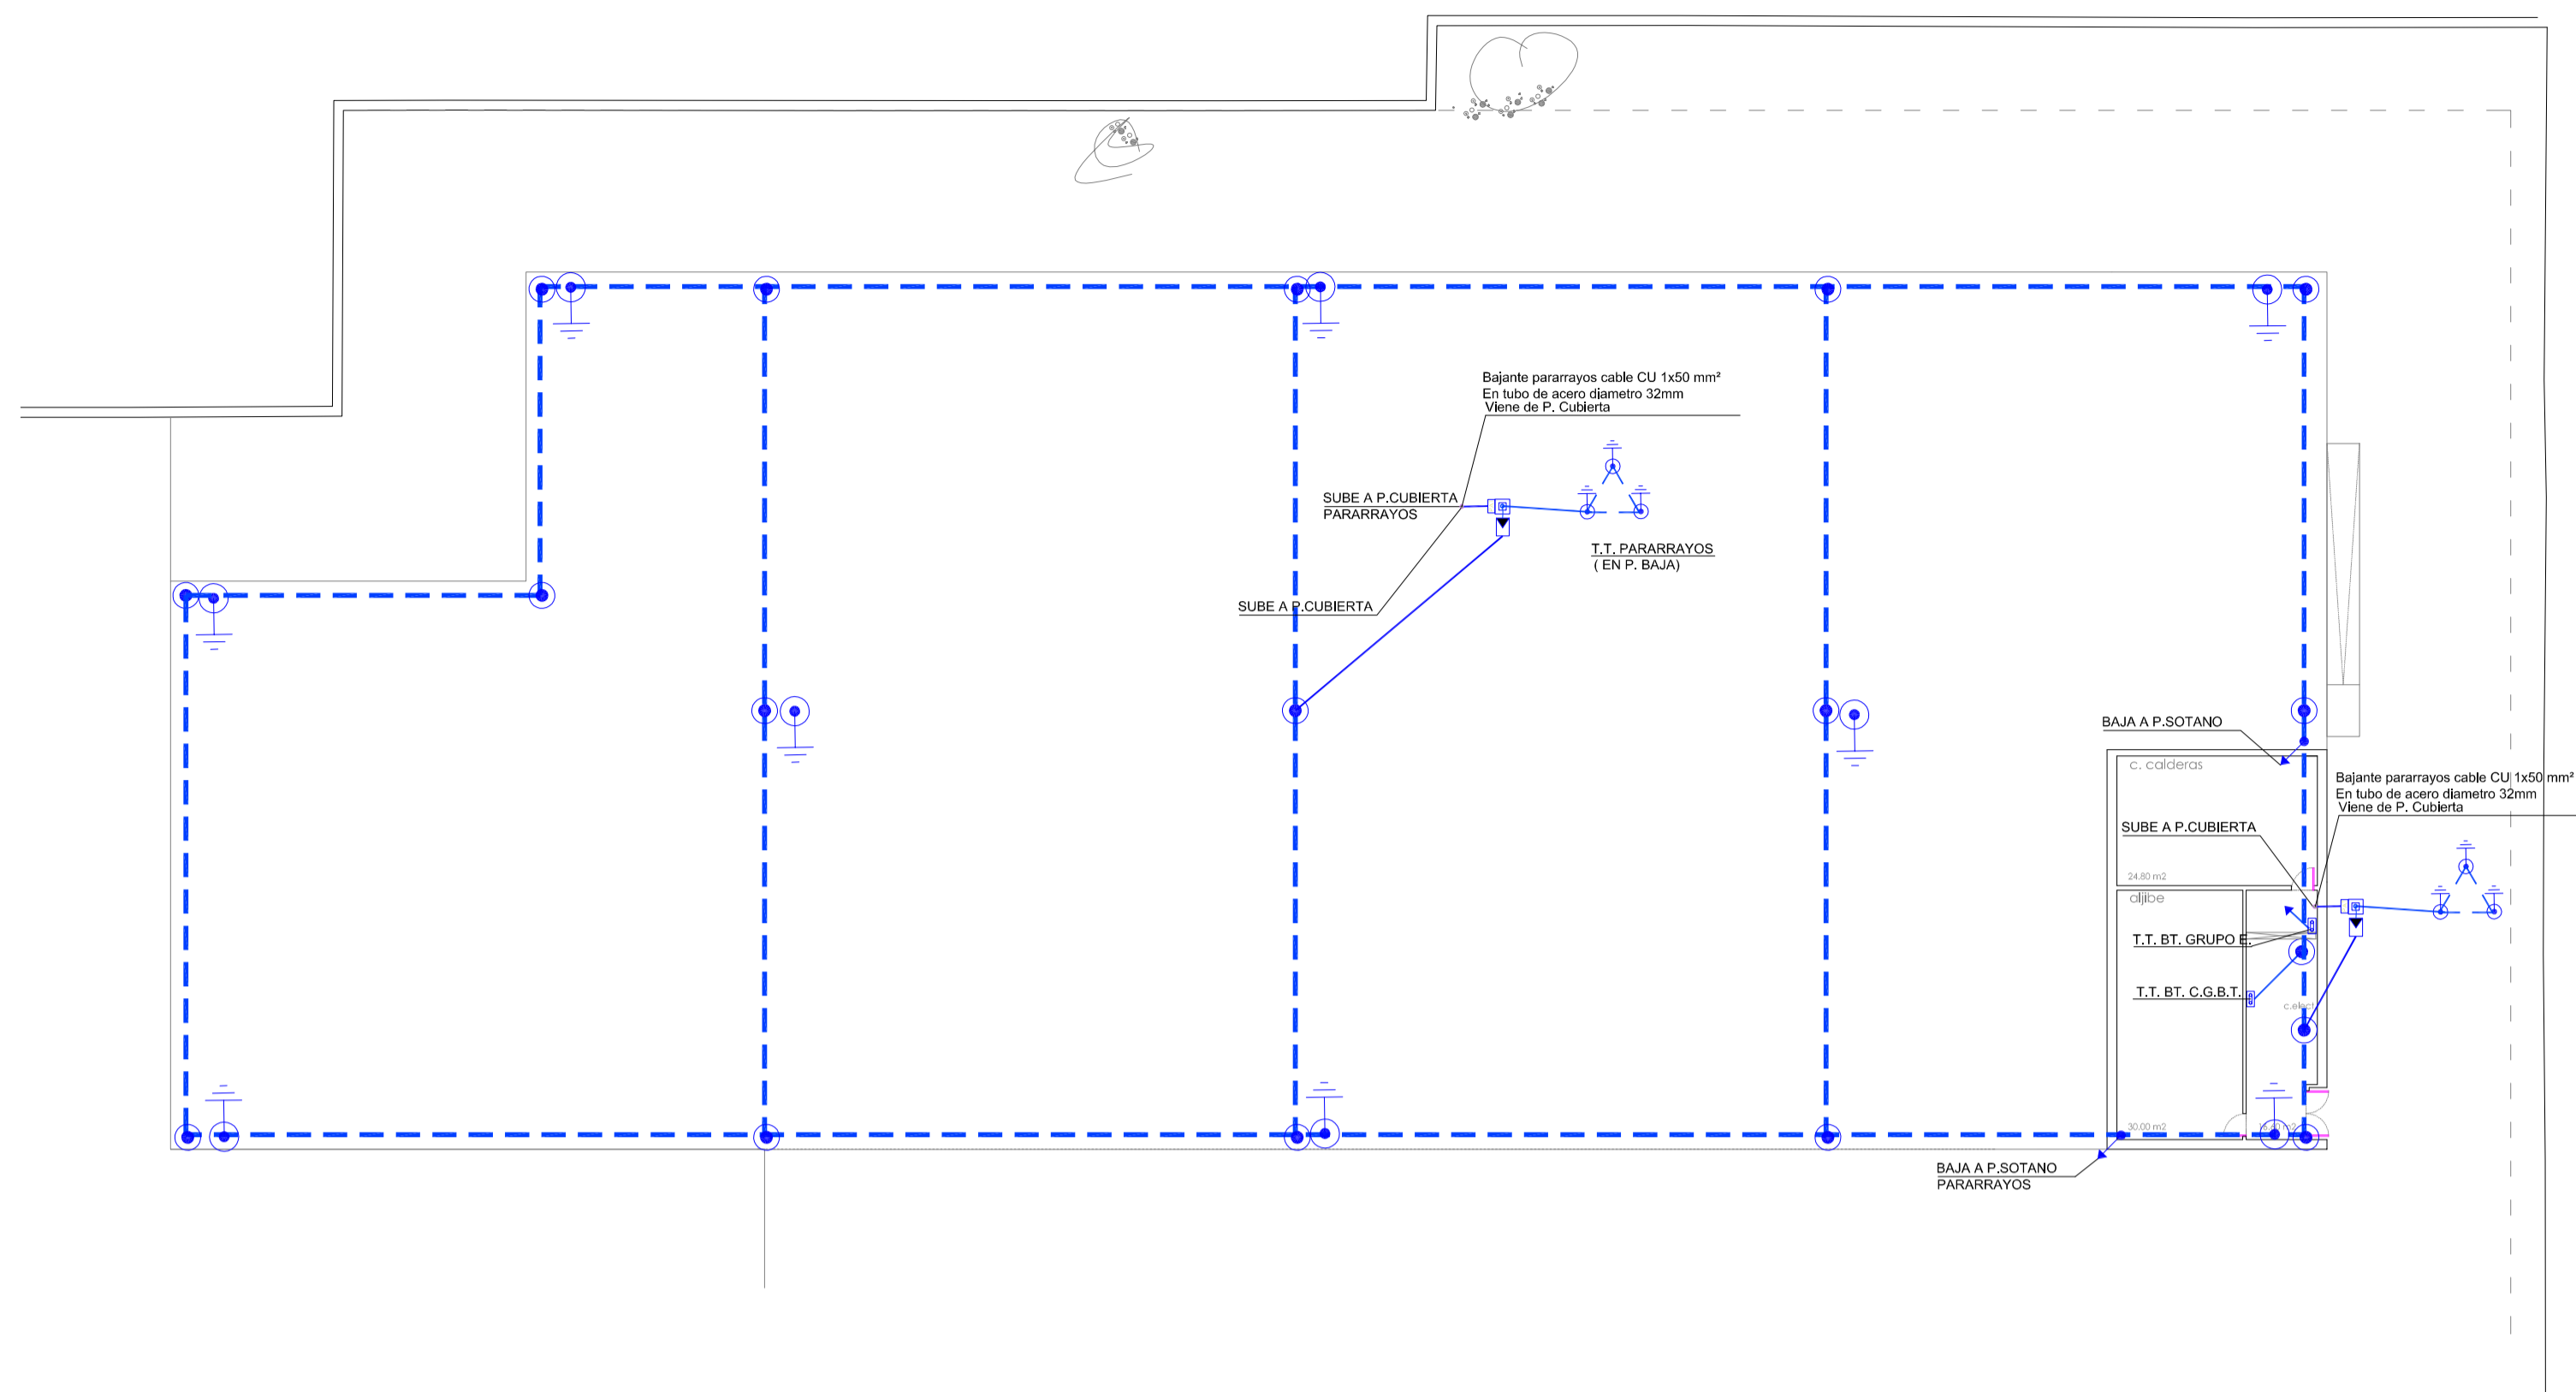 Bajante pararrayos cable CU 1x50 mm²
En tubo de acero diametro 32mm
Viene de P. Cubierta
SUBE A P.CUBIERTA
PARARRAYOS
T.T. PARARRAYOS
( EN P. BAJA)
SUBE A P.CUBIERTA
BAJA A P.SOTANO
c. calderas
Bajante pararrayos cable CU 1x50 mm²
En tubo de acero diametro 32mm
Viene de P. Cubierta
SUBE A P.CUBIERTA
24.80 m2
aljibe
T.T. BT. GRUPO E.
T.T. BT. C.G.B.T.
c.elect
30.00 m2
BAJA A P.SOTANO
PARARRAYOS